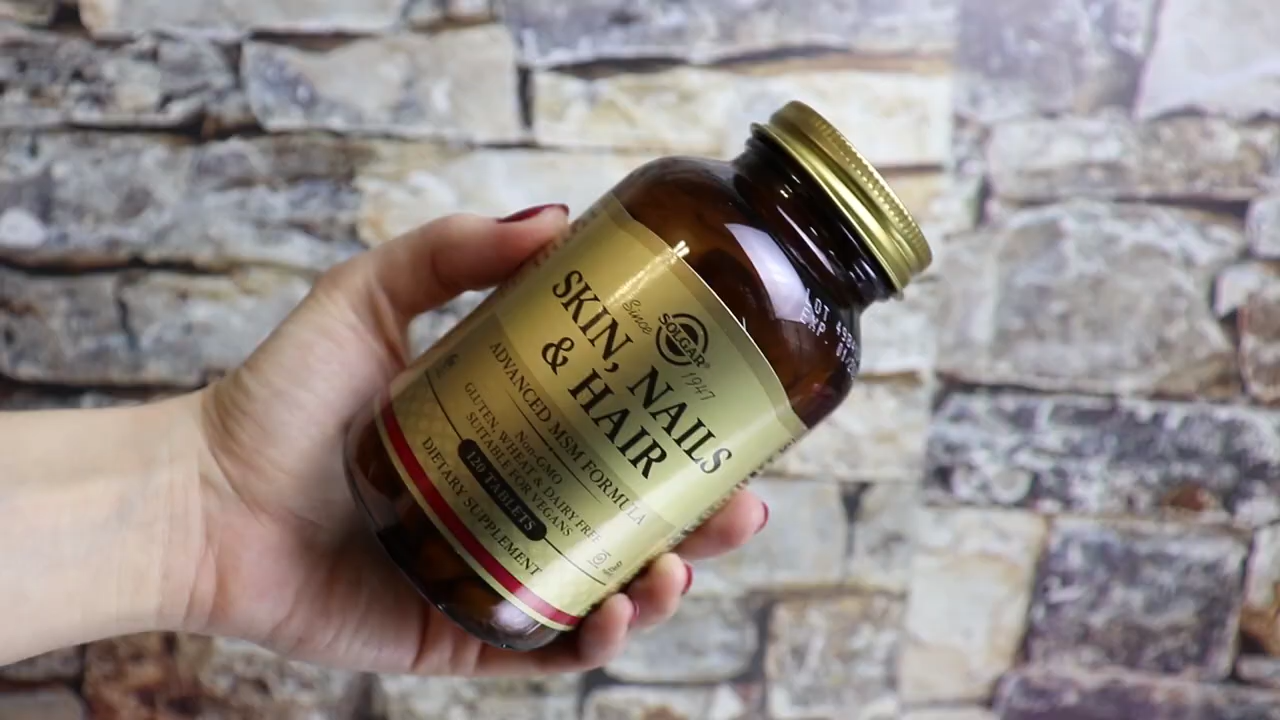 Since
SOLGAR®
1947
SKIN, NAILS
& HAIR
ADVANCED MSM FORMULA
Non-GMO
GLUTEN, WHEAT & DAIRY FREE
SUITABLE FOR VEGANS
120 TABLETS
DIETARY SUPPLEMENT
LOT
EXP.